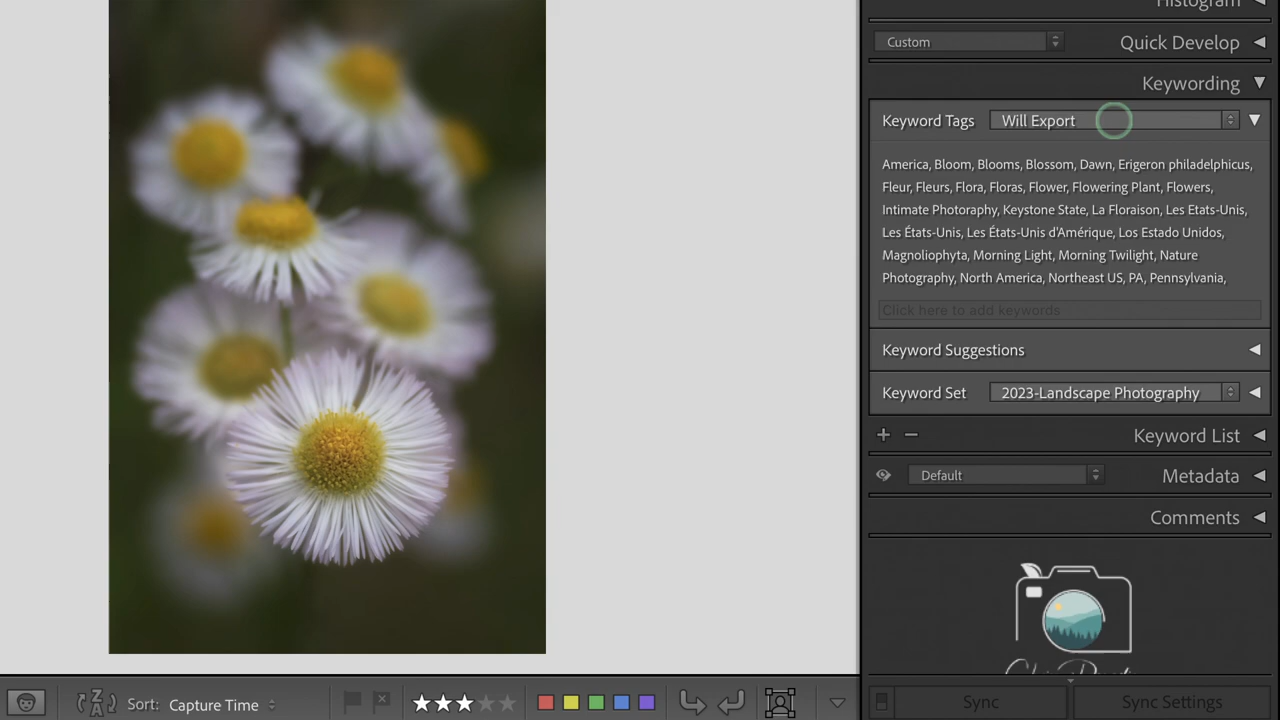 Histogram
Custom
Quick Develop
Keywording
Keyword Tags
Will Export
America, Bloom, Blooms, Blossom, Dawn, Erigeron philadelphicus,
Fleur, Fleurs, Flora, Floras, Flower, Flowering Plant, Flowers,
Intimate Photoraphy, Keystone State, La Floraison, Les Etats-Unis,
Les États-Unis, Les États-Unis d'Amérique, Los Estado Unidos,
Magnoliophyta, Morning Light, Morning Twilight, Nature
Photography, North America, Northeast US, PA, Pennsylvania,
Click here to add keywords
Keyword Suggestions
Keyword Set
2023-Landscape Photography
Keyword List
Default
Metadata
Comments
Sort: Capture Time
Sync
Sync Settings